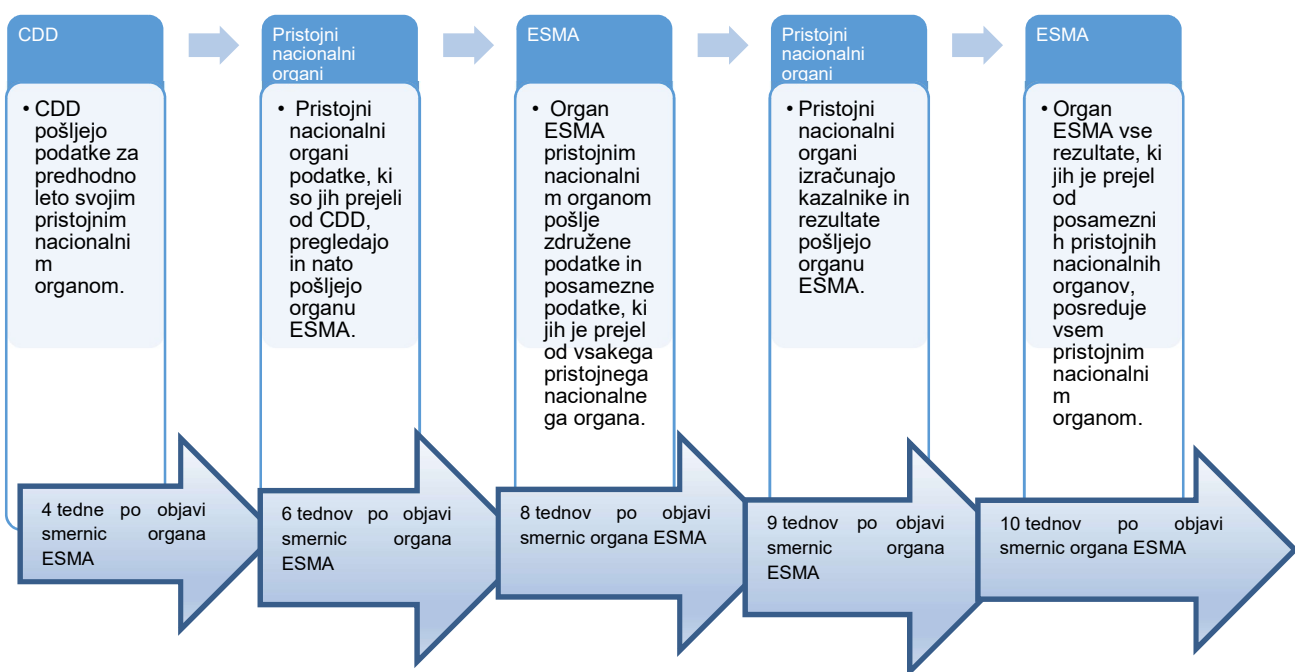 CDD
• CDD
pošljejo
podatke za
predhodno
leto svojim
pristojnim
nacionalni
m
organom.
4 tedne po objavi
smernic organa
ESMA
Pristojni
nacionalni
organi
• Pristojni
nacionalni
organi
podatke, ki
so jih prejeli
od CDD,
pregledajo
in nato
pošljejo
organu
ESMA.
6 tednov po objavi
smernic organa
ESMA
ESMA
• Organ
ESMA
pristojnim
nacionalni
m organom
pošlje
združene
podatke in
posamezne
podatke, ki
jih je prejel
od vsakega
pristojnega
nacionalne
ga organa.
8 tednov po objavi
smernic organa ESMA
Pristojni
nacionalni
organi
• Pristojni
nacionalni
organi
izračunajo
kazalnike in
rezultate
pošljejo
organu
ESMA.
9 tednov po objavi
smernic organa
ESMA
ESMA
• Organ
ESMA vse
rezultate, ki
jih je prejel
od
posamezni
h pristojnih
nacionalnih
organov,
posreduje
vsem
pristojnim
nacionalni
m
organom.
10 tednov po objavi
smernic organa ESMA